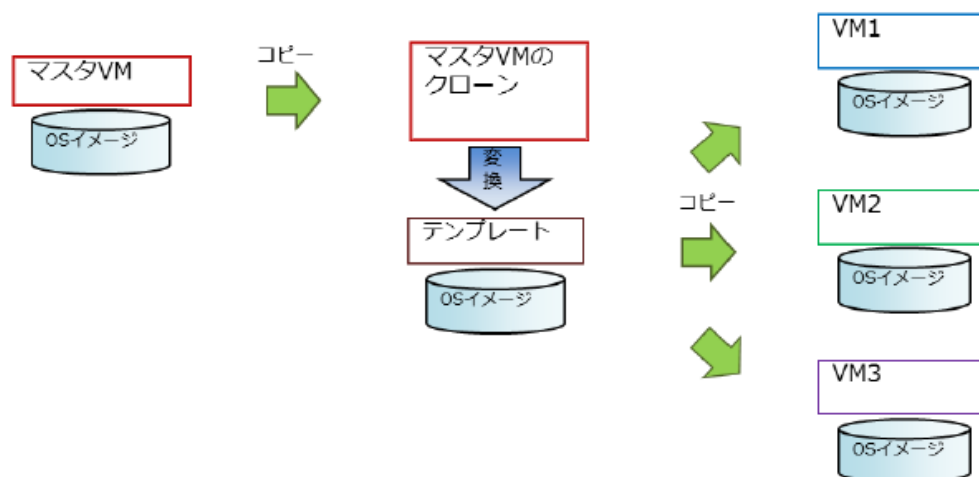 マスタVM
OSイメージ
コピー
マスタVMの
クローン
変
換
テンプレート
OSイメージ
コピー
VM1
OSイメージ
VM2
OSイメージ
VM3
OSイメージ